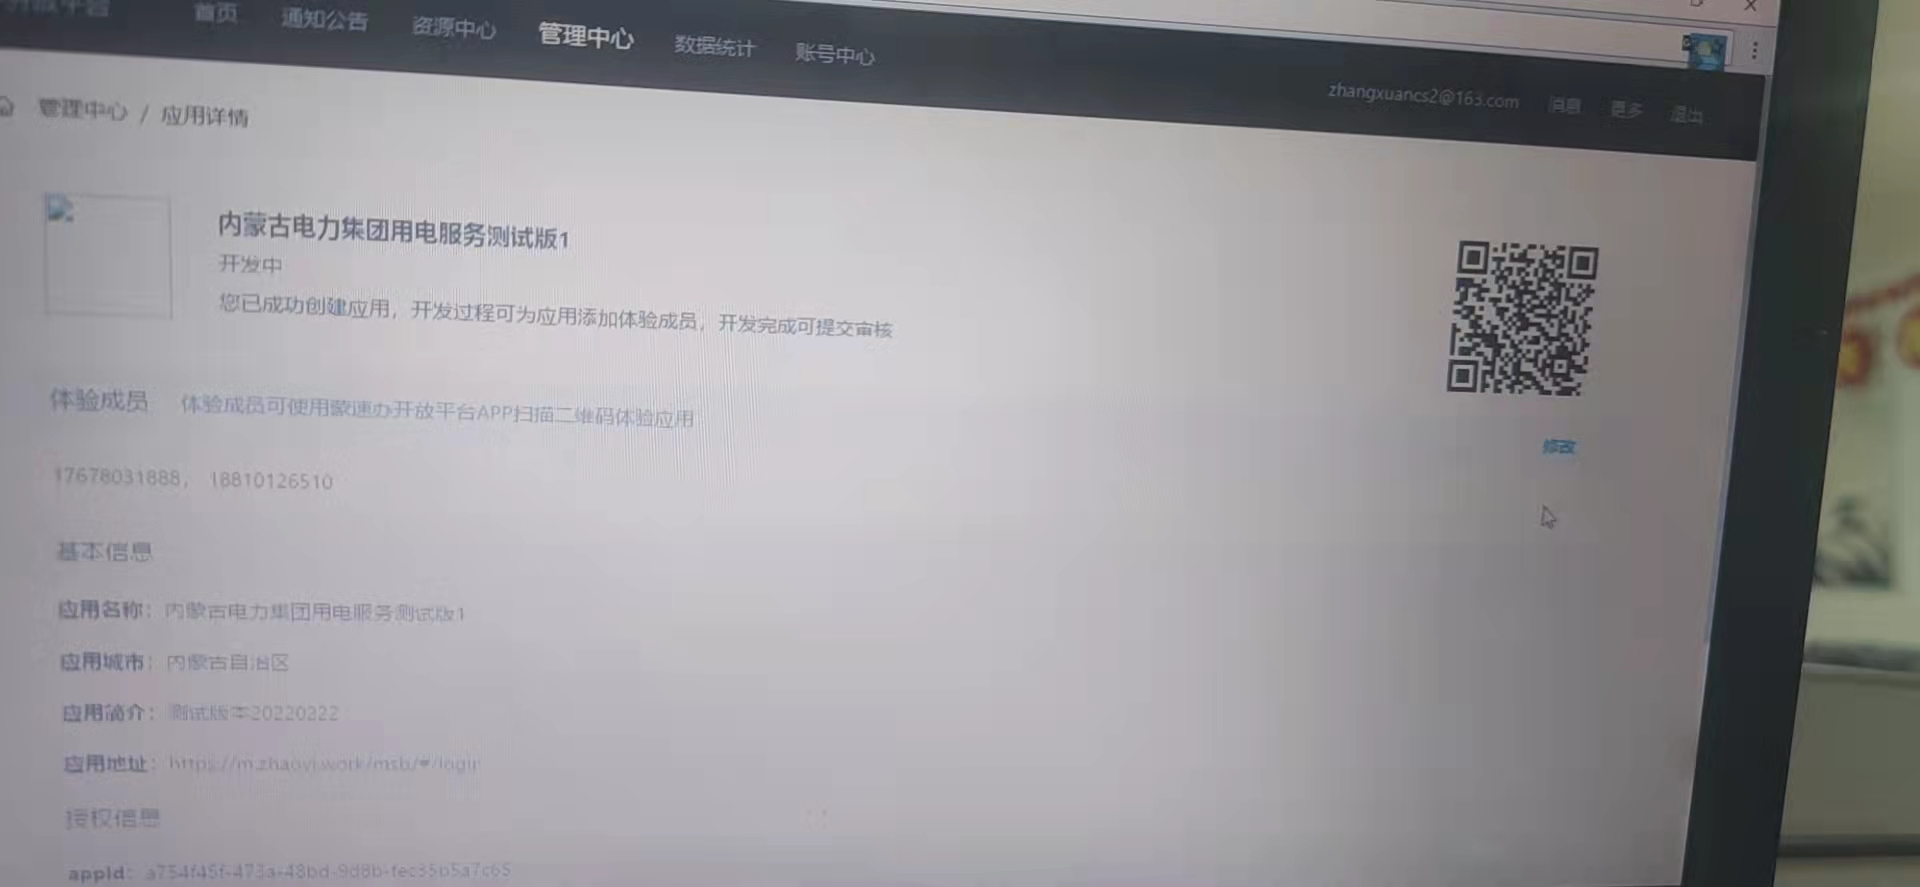 首页 通知公告 资源中心 管理中心 数据统计 账号中心
zhangxuancs2@163.com 消息 更多 退出
管理中心 / 应用详情
内蒙古电力集团用电服务测试版1
开发中
您已成功创建应用，开发过程可为应用添加体验成员，开发完成可提交审核
体验成员 体验成员可使用蒙速办开放平台APP扫描二维码体验应用
修改
17678031888， 18810126510
基本信息
应用名称：内蒙古电力集团用电服务测试版1
应用城市：内蒙古自治区
应用简介：测试版本20220222
应用地址：https://m.zhaoyi.work/msb/#/login
授权信息
appId：a754f45f-473a-48bd-9d8b-fec35b5a7c65